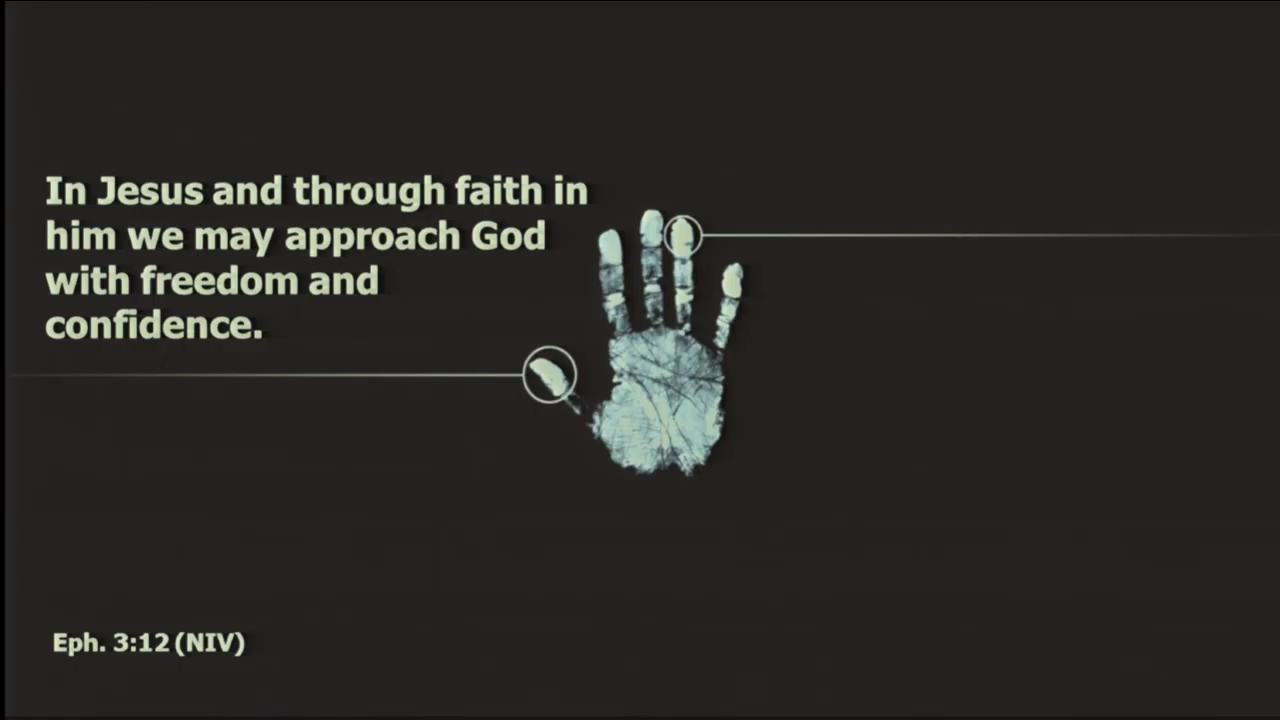 In Jesus and through faith in
him we may approach God
with freedom and
confidence.
Eph. 3:12 (NIV)